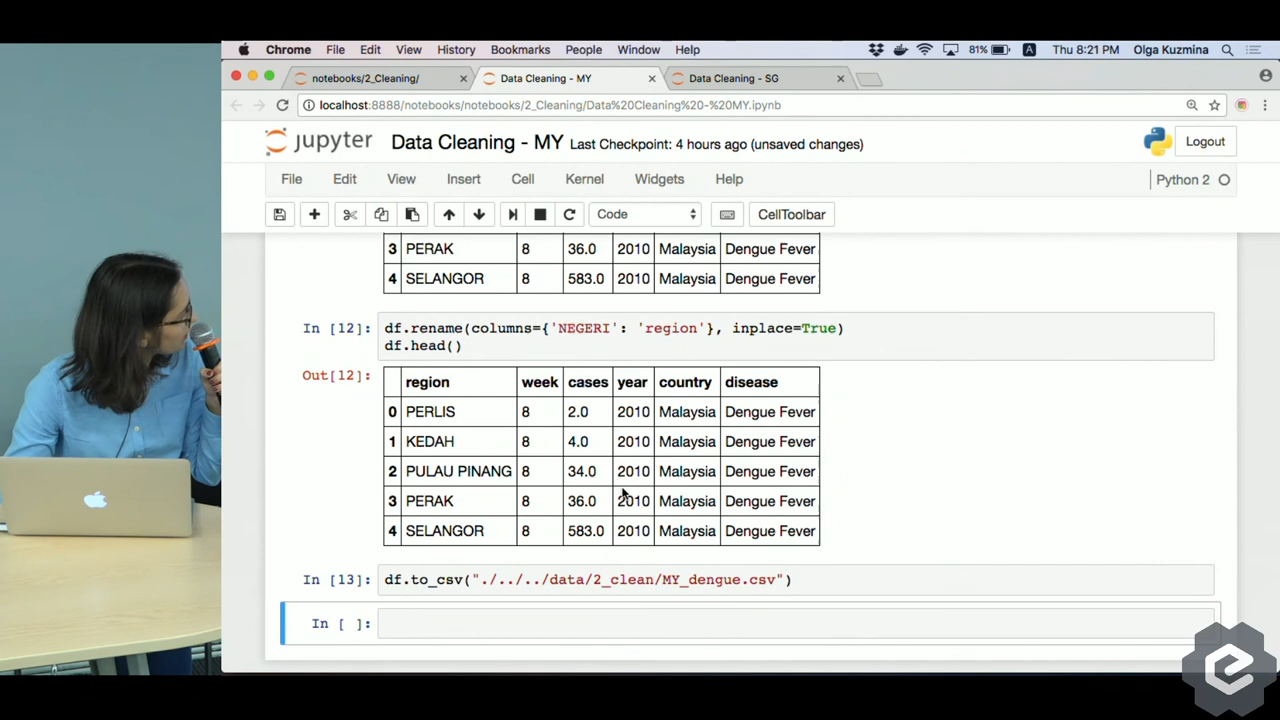 Chrome File Edit View History Bookmarks People Window Help 81% A Thu 8:21 PM Olga Kuzmina
notebooks/2_Cleaning/ Data Cleaning - MY Data Cleaning - SG
localhost:8888/notebooks/notebooks/2_Cleaning/Data%20Cleaning%20-%20MY.ipynb
jupyter Data Cleaning - MY Last Checkpoint: 4 hours ago (unsaved changes) Logout
File Edit View Insert Cell Kernel Widgets Help Python 2
Code CellToolbar
3 PERAK 8 36.0 2010 Malaysia Dengue Fever
4 SELANGOR 8 583.0 2010 Malaysia Dengue Fever
In [12]: df.rename(columns={'NEGERI': 'region'}, inplace=True)
df.head()
Out[12]:
region week cases year country disease
0 PERLIS 8 2.0 2010 Malaysia Dengue Fever
1 KEDAH 8 4.0 2010 Malaysia Dengue Fever
2 PULAU PINANG 8 34.0 2010 Malaysia Dengue Fever
3 PERAK 8 36.0 2010 Malaysia Dengue Fever
4 SELANGOR 8 583.0 2010 Malaysia Dengue Fever
In [13]: df.to_csv("./../../data/2_clean/MY_dengue.csv")
In [ ]: